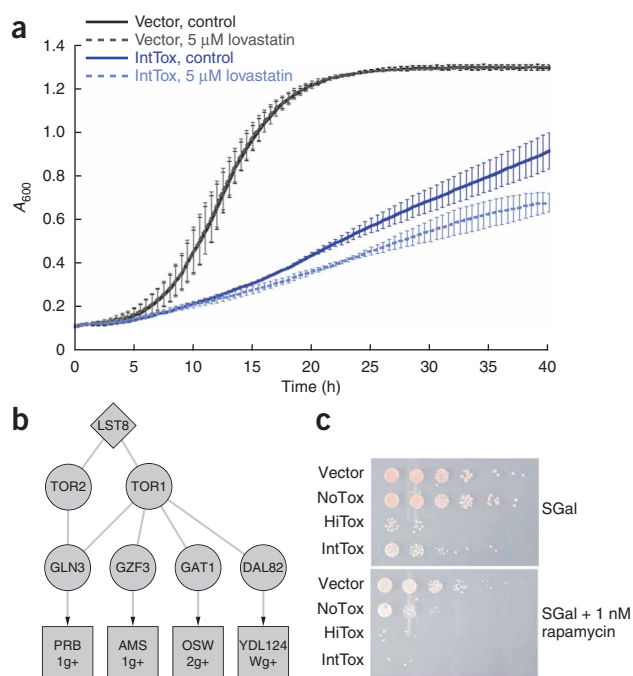 a
Vector, control
Vector, 5 μM lovastatin
IntTox, control
IntTox, 5 μM lovastatin
1.4
1.2
1.0
0.8
0.6
0.4
0.2
0
A600
0 5 10 15 20 25 30 35 40
Time (h)
b
LST8
TOR2 TOR1
GLN3 GZF3 GAT1 DAL82
PRB AMS OSW YDL124
1g+ 1g+ 2g+ Wg+
c
Vector
NoTox
HiTox
IntTox
SGal
Vector
NoTox
HiTox
IntTox
SGal + 1 nM
rapamycin